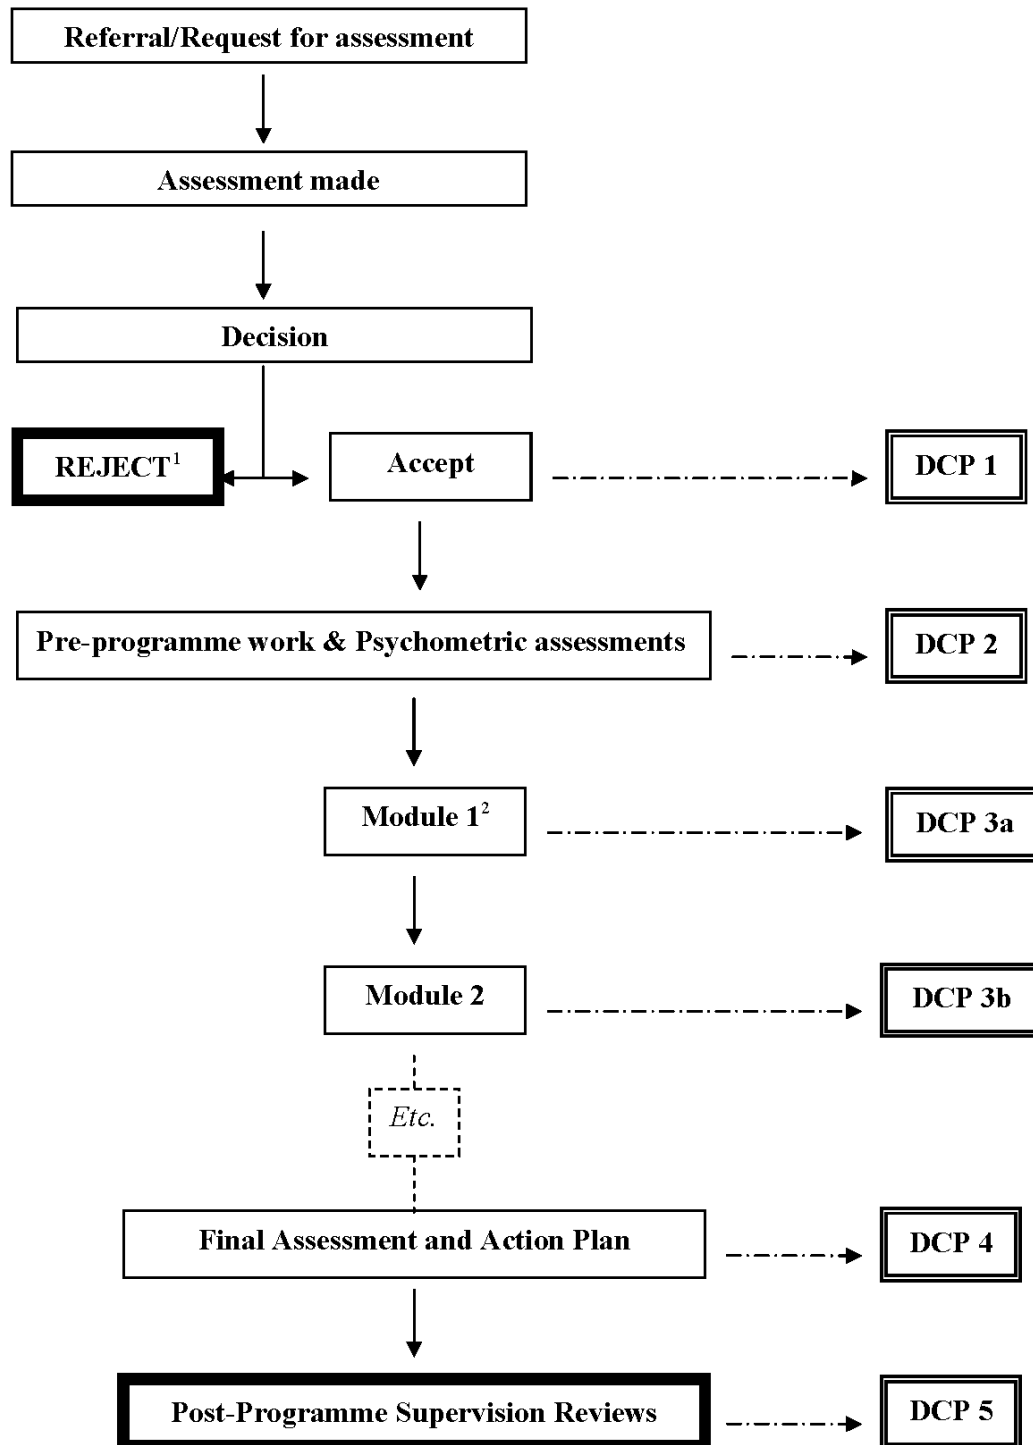 Referral/Request for assessment
Assessment made
Decision
REJECT¹
Accept
DCP 1
Pre-programme work & Psychometric assessments
DCP 2
Module 1²
DCP 3a
Module 2
DCP 3b
Etc.
Final Assessment and Action Plan
DCP 4
Post-Programme Supervision Reviews
DCP 5